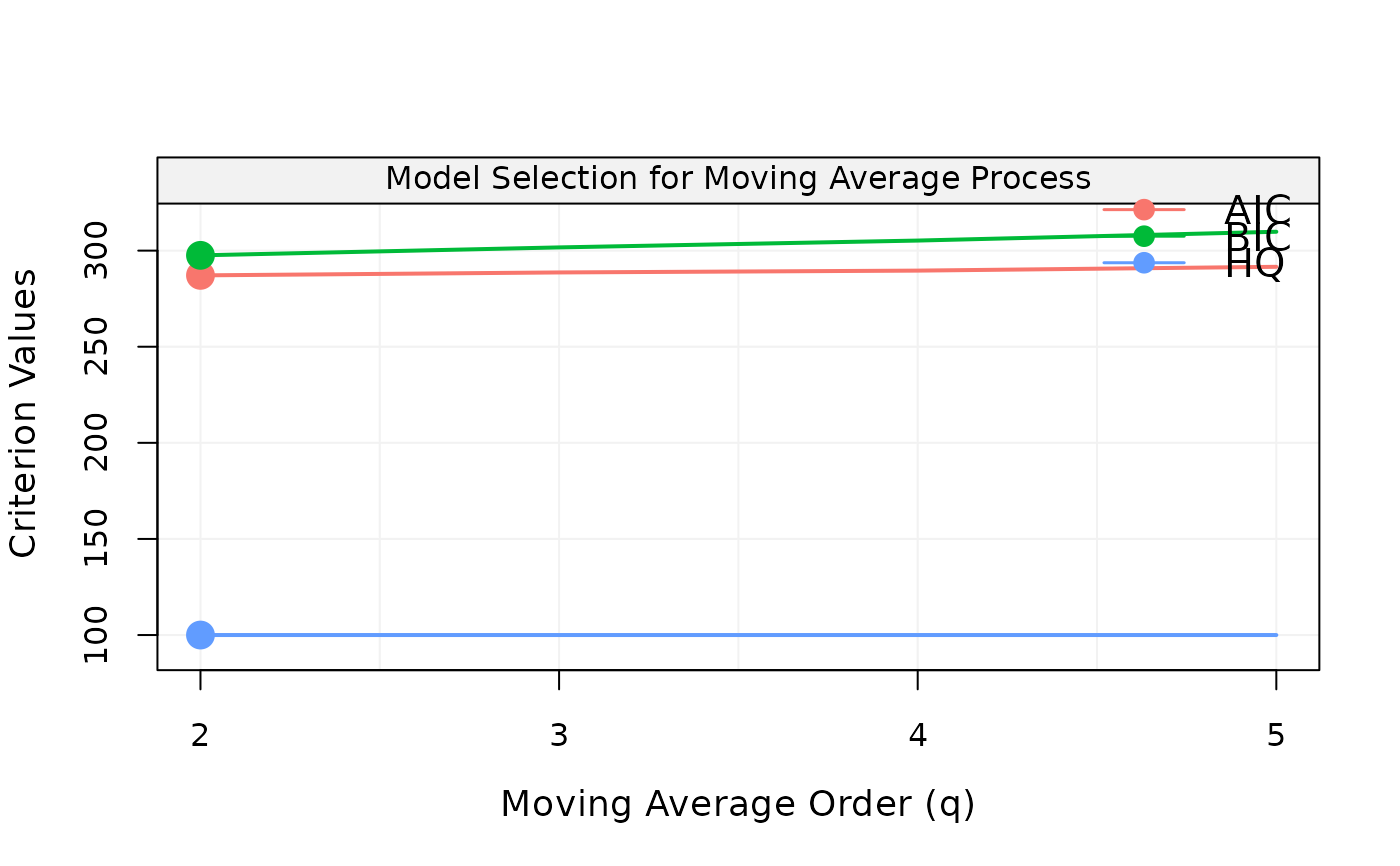 Model Selection for Moving Average Process
AIC
BIC
HQ
Criterion Values
300
250
200
150
100
2 3 4 5
Moving Average Order (q)